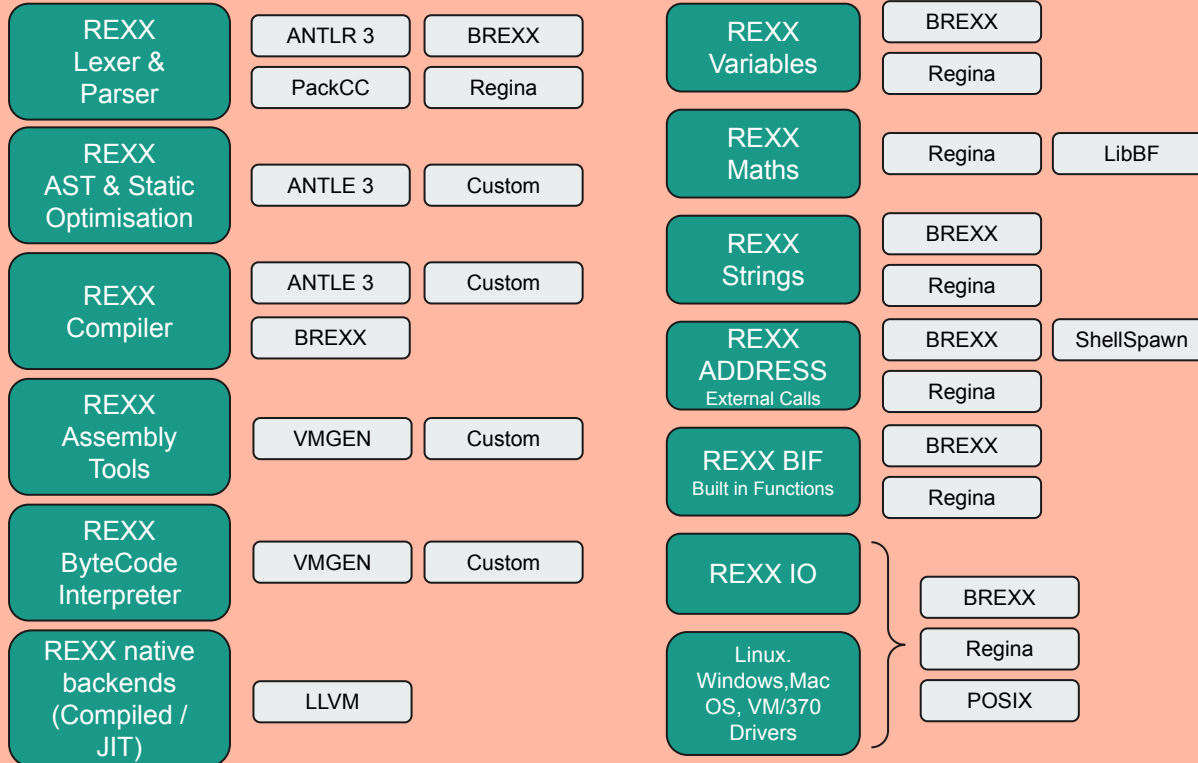 REXX
Lexer &
Parser
ANTLR 3
BREXX
PackCC
Regina
REXX
AST & Static
Optimisation
ANTLE 3
Custom
REXX
Compiler
ANTLE 3
Custom
BREXX
REXX
Assembly
Tools
VMGEN
Custom
REXX
ByteCode
Interpreter
VMGEN
Custom
REXX native
backends
(Compiled /
JIT)
LLVM
REXX
Variables
BREXX
Regina
REXX
Maths
Regina
LibBF
REXX
Strings
BREXX
Regina
REXX
ADDRESS
External Calls
BREXX
ShellSpawn
Regina
REXX BIF
Built in Functions
BREXX
Regina
REXX IO
Linux.
Windows,Mac
OS, VM/370
Drivers
BREXX
Regina
POSIX